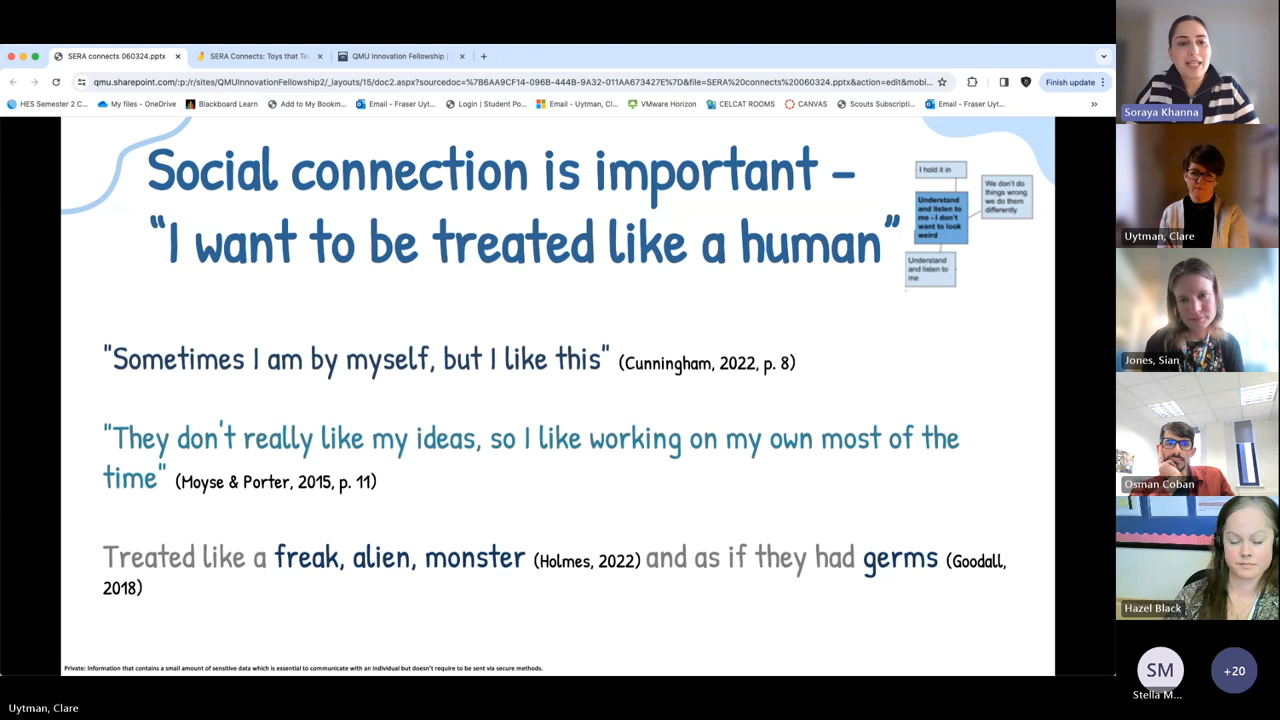 SERA connects 060324.pptx
SERA Connects: Toys that Te
QMU Innovation Fellowship |
qmu.sharepoint.com/:p:/r/sites/QMUInnovationFellowship2/_layouts/15/doc2.aspx?sourcedoc=%7B6AA9CF14-096B-444B-9A32-011AA673427E%7D&file=SERA%20connects%20060324.pptx&action=edit&mobi...
Finish update
HES Semester 2 C...
My files - OneDrive
Blackboard Learn
Add to My Bookm...
Email - Fraser Uyt...
Login | Student Po...
Email - Uytman, Cl...
VMware Horizon
CELCAT ROOMS
CANVAS
Scouts Subscripti...
Email - Fraser Uyt...
»
Social connection is important –
“I want to be treated like a human”
I hold it in
We don't do
things wrong
we do them
differently
Understand
and listen to
me - I don't
want to look
weird
Understand
and listen to
me
"Sometimes I am by myself, but I like this" (Cunningham, 2022, p. 8)
"They don't really like my ideas, so I like working on my own most of the
time" (Moyse & Porter, 2015, p. 11)
Treated like a freak, alien, monster (Holmes, 2022) and as if they had germs (Goodall,
2018)
Private: Information that contains a small amount of sensitive data which is essential to communicate with an individual but doesn't require to be sent via secure methods.
Soraya Khanna
Uytman, Clare
Jones, Sian
Osman Coban
Hazel Black
SM
+20
Stella M...
Uytman, Clare